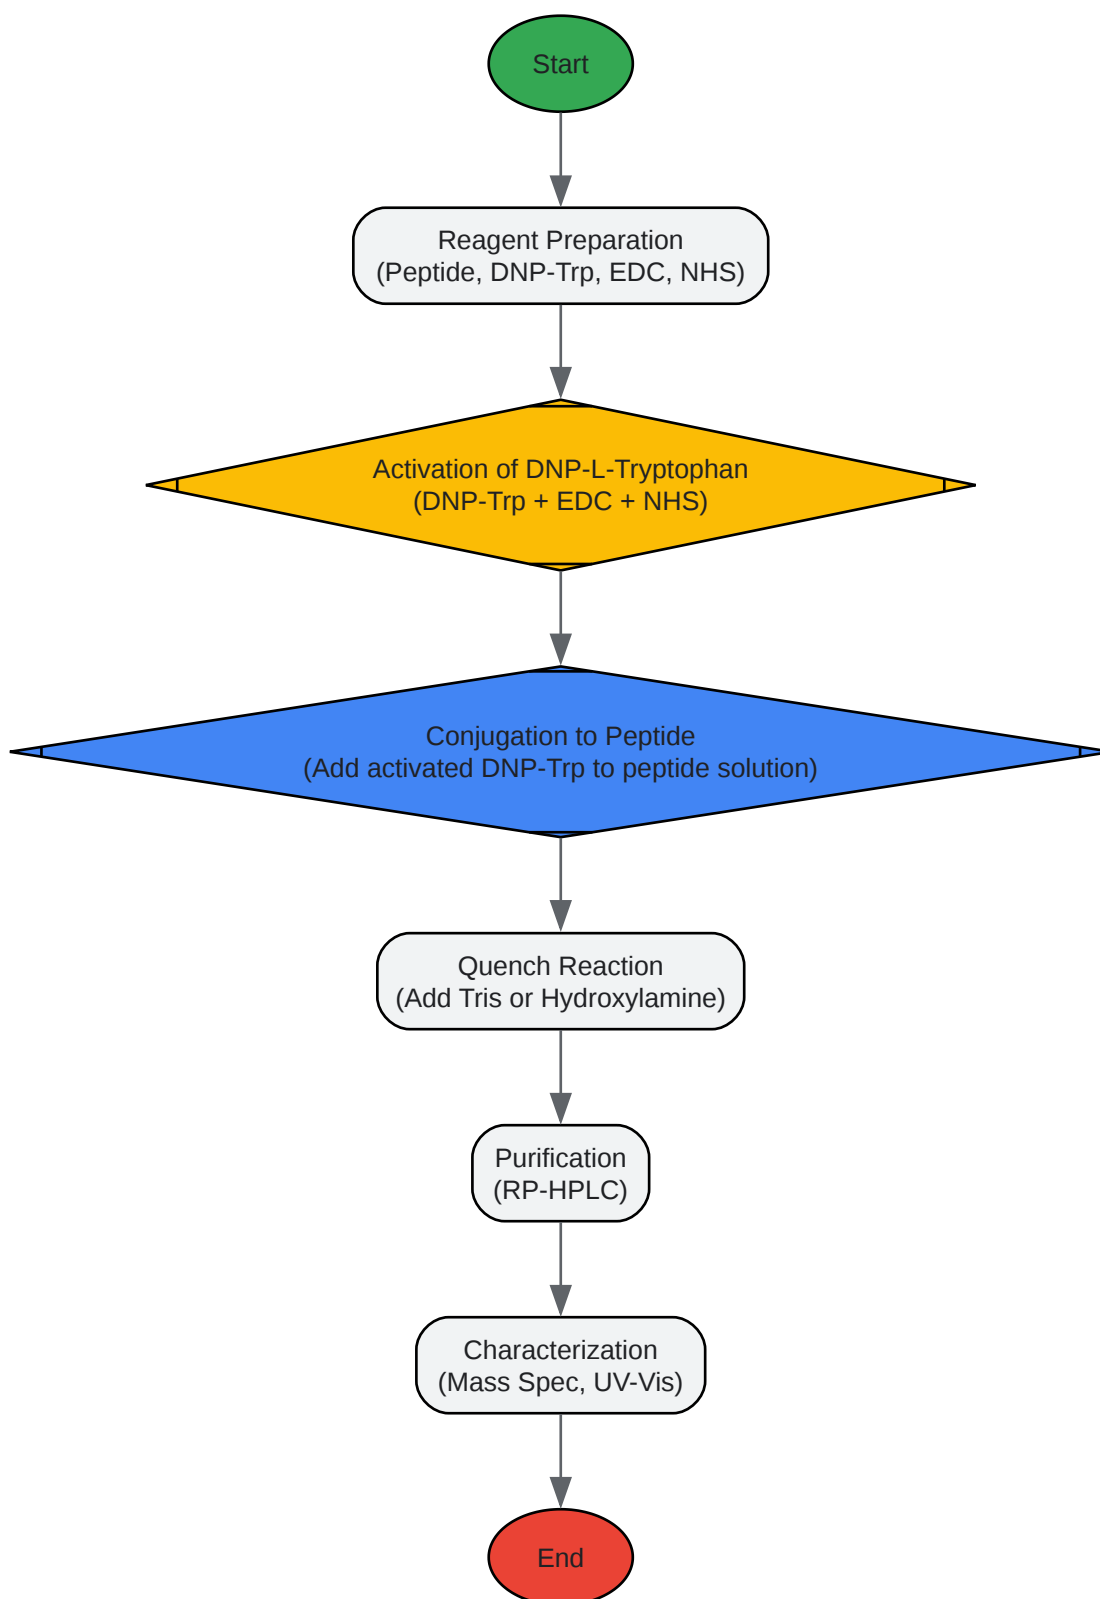 Start
Reagent Preparation
(Peptide, DNP-Trp, EDC, NHS)
Activation of DNP-L-Tryptophan
(DNP-Trp + EDC + NHS)
Conjugation to Peptide
(Add activated DNP-Trp to peptide solution)
Quench Reaction
(Add Tris or Hydroxylamine)
Purification
(RP-HPLC)
Characterization
(Mass Spec, UV-Vis)
End